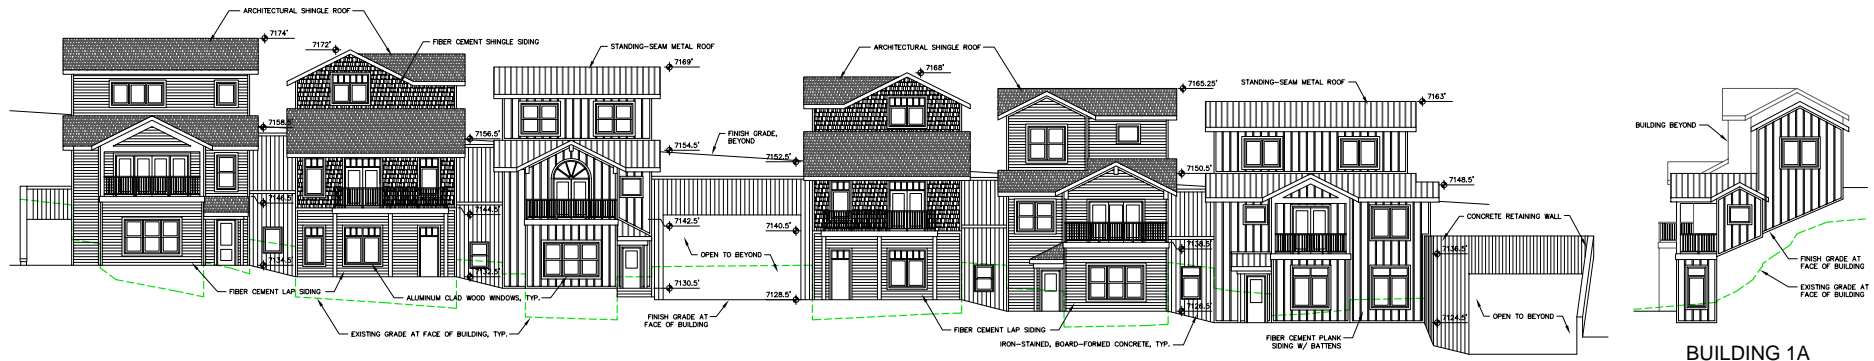 ARCHITECTURAL SHINGLE ROOF
7174'
7172'
FIBER CEMENT SHINGLE SIDING
STANDING-SEAM METAL ROOF
7169'
ARCHITECTURAL SHINGLE ROOF
7168'
7165.25'
STANDING-SEAM METAL ROOF
7163'
BUILDING BEYOND
7158.5'
7156.5'
7154.5'
FINISH GRADE,
BEYOND
7152.5'
7150.5'
7148.5'
7146.5'
7144.5'
7142.5'
7140.5'
7138.5'
7136.5'
CONCRETE RETAINING WALL
OPEN TO BEYOND
7134.5'
7132.5'
7130.5'
7128.5'
7126.5'
7124.5'
FINISH GRADE AT
FACE OF BUILDING
EXISTING GRADE AT
FACE OF BUILDING
FIBER CEMENT LAP SIDING
ALUMINUM CLAD WOOD WINDOWS, TYP.
EXISTING GRADE AT FACE OF BUILDING, TYP.
FINISH GRADE AT
FACE OF BUILDING
FIBER CEMENT LAP SIDING
IRON-STAINED, BOARD-FORMED CONCRETE, TYP.
FIBER CEMENT PLANK
SIDING W/ BATTENS
OPEN TO BEYOND
BUILDING 1A